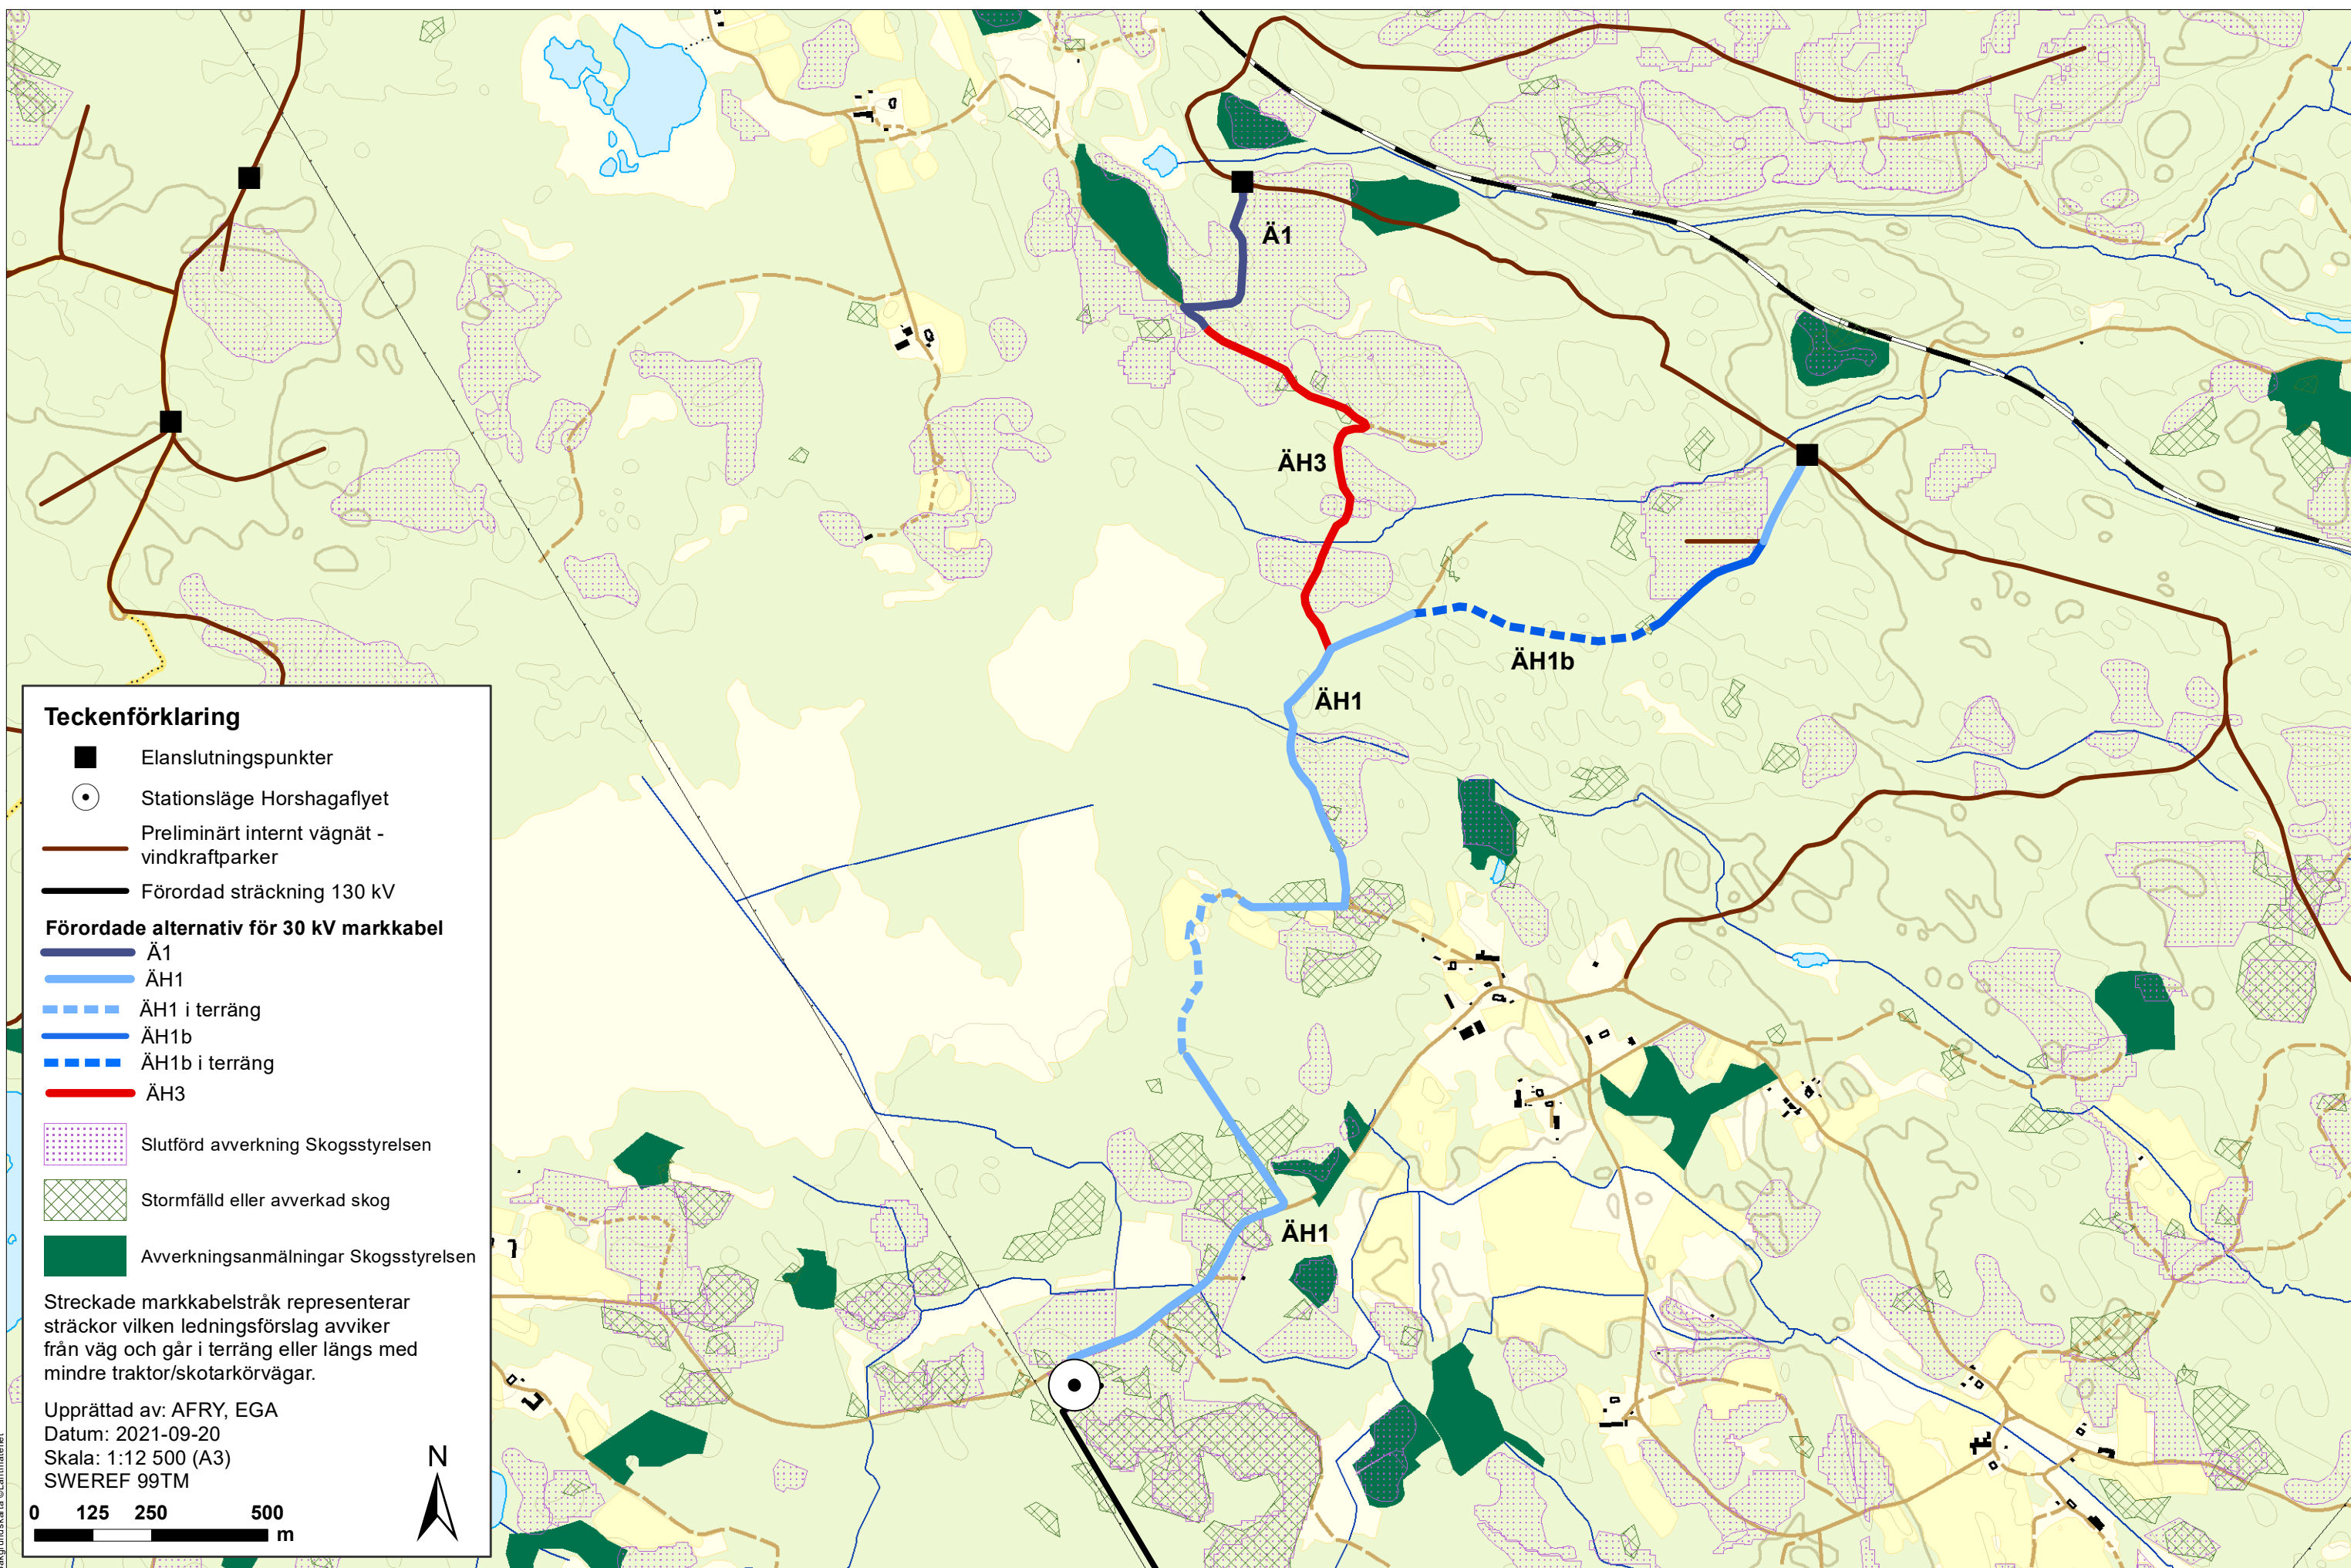 Ä1
ÄH3
ÄH1b
ÄH1
ÄH1
Teckenförklaring
Elanslutningspunkter
Stationsläge Horshagaflyet
Preliminärt internt vägnät -
vindkraftparker
Förordad sträckning 130 kV
Förordade alternativ för 30 kV markkabel
Ä1
ÄH1
ÄH1 i terräng
ÄH1b
ÄH1b i terräng
ÄH3
Slutförd avverkning Skogsstyrelsen
Stormfälld eller avverkad skog
Avverkningsanmälningar Skogsstyrelsen
Streckade markkabelstråk representerar
sträckor vilken ledningsförslag avviker
från väg och går i terräng eller längs med
mindre traktor/skotarkörvägar.
Upprättad av: AFRY, EGA
Datum: 2021-09-20
Skala: 1:12 500 (A3)
SWEREF 99TM
N
0 125 250 500
m